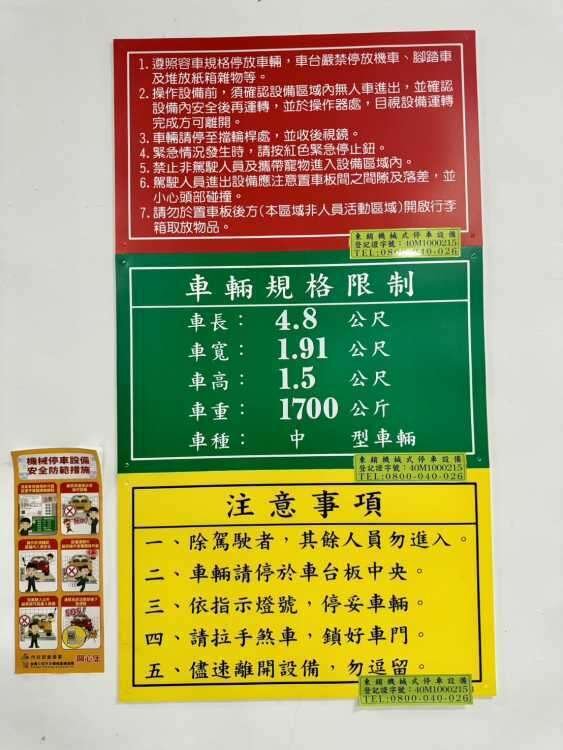 1. 遵照容車規格停放車輛，車台嚴禁停放機車、腳踏車
及堆放紙箱雜物等。
2. 操作設備前，須確認設備區域內無人車進出，並確認
設備內安全後再運轉，並於操作器處，目視設備運轉
完成方可離開。
3. 車輛請停至擋輪桿處，並收後視鏡。
4. 緊急情況發生時，請按紅色緊急停止鈕。
5. 禁止非駕駛人員及攜帶寵物進入設備區域內。
6. 駕駛人員進出設備應注意置車板間之間隙及落差，並
小心頭部碰撞。
7. 請勿於置車板後方（本區域非人員活動區域）開啟行李
箱取放物品。
東鎖機械式停車設備
登記證字號：40M1000215
TEL:0800-040-026
車輛規格限制
車長： 4.8 公尺
車寬： 1.91 公尺
車高： 1.5 公尺
車重： 1700 公斤
車種： 中 型車輛
東鎖機械式停車設備
登記證字號：40M1000215
TEL:0800-040-026
注意事項
一、除駕駛者，其餘人員勿進入。
二、車輛請停於車台板中央。
三、依指示燈號，停妥車輛。
四、請拉手煞車，鎖好車門。
五、儘速離開設備，勿逗留。
東鎖機械式停車設備
登記證字號：40M1000215
TEL:0800-040-026
機械停車設備
安全防範措施